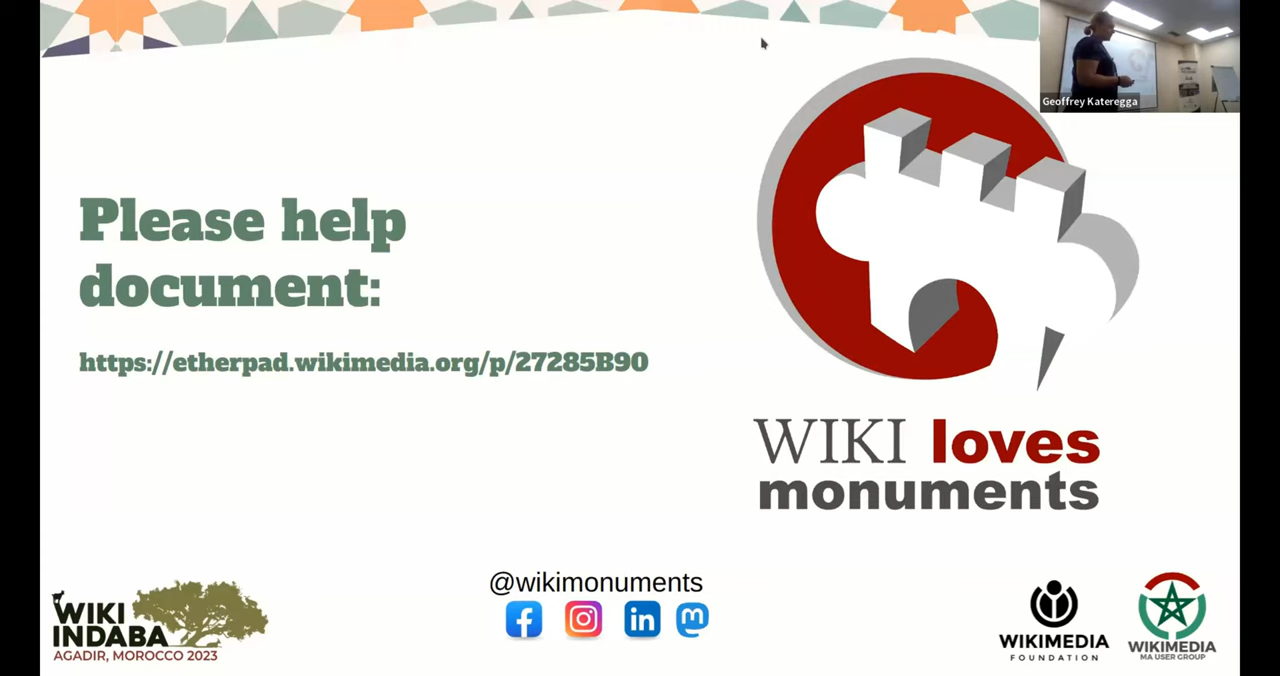 Geoffrey Kateregga
Please help
document:
https://etherpad.wikimedia.org/p/27285B90
WIKI loves
monuments
@wikimonuments
WIKI
INDABA
AGADIR, MOROCCO 2023
WIKIMEDIA
FOUNDATION
WIKIMEDIA
MA USER GROUP